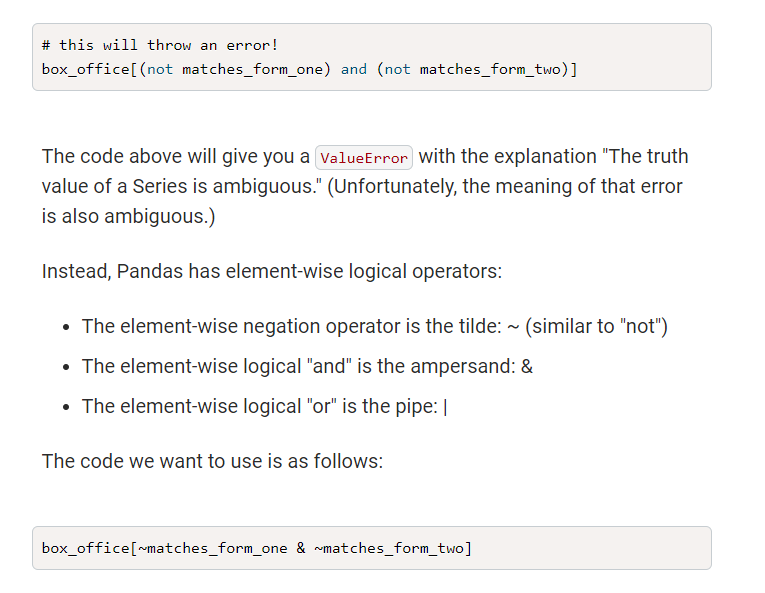 # this will throw an error!
box_office[(not matches_form_one) and (not matches_form_two)]
The code above will give you a ValueError with the explanation "The truth
value of a Series is ambiguous." (Unfortunately, the meaning of that error
is also ambiguous.)
Instead, Pandas has element-wise logical operators:
• The element-wise negation operator is the tilde: ~ (similar to "not")
• The element-wise logical "and" is the ampersand: &
• The element-wise logical "or" is the pipe: |
The code we want to use is as follows:
box_office[~matches_form_one & ~matches_form_two]